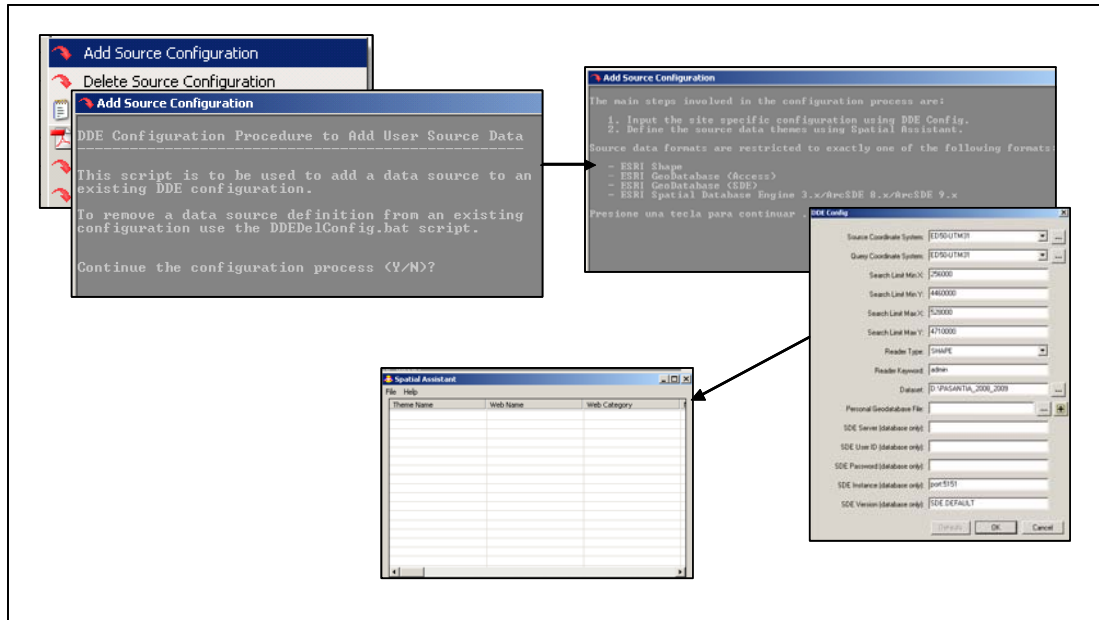 Add Source Configuration
Delete Source Configuration
Add Source Configuration
DDE Configuration Procedure to Add User Source Data
This script is to be used to add a data source to an
existing DDE configuration.
To remove a data source definition from an existing
configuration use the DDEDelConfig.bat script.
Continue the configuration process (Y/N)?
Add Source Configuration
The main steps involved in the configuration process are:
1. Input the site specific configuration using DDE Config.
2. Define the source data themes using Spatial Assistant.
Source data formats are restricted to exactly one of the following formats:
- ESRI Shape
- ESRI GeoDatabase (Access)
- ESRI GeoDatabase (SDE)
- ESRI Spatial Database Engine 3.x/ArcSDE 8.x/ArcSDE 9.x
Presione una tecla para continuar .
DDE Config
Source Coordinate System: ED50-UTM31
Query Coordinate System: ED50-UTM31
Search Limit Min X: 256000
Search Limit Min Y: 4460000
Search Limit Max X: 528000
Search Limit Max Y: 4710000
Reader Type: SHAPE
Reader Keyword: admin
Dataset: D:\PASANTIA_2008_2009
Personal Geodatabase File:
SDE Server (database only):
SDE User ID (database only):
SDE Password (database only):
SDE Instance (database only): port:5151
SDE Version (database only): SDE.DEFAULT
Defaults OK Cancel
Spatial Assistant
File Help
Theme Name Web Name Web Category